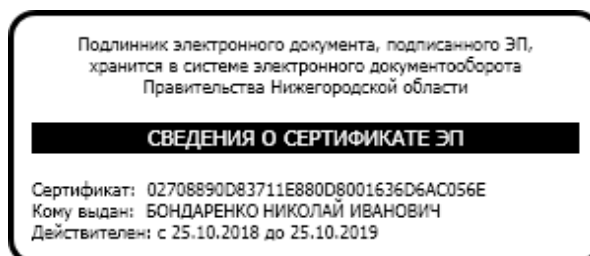 Подлинник электронного документа, подписанного ЭП,
хранится в системе электронного документооборота
Правительства Нижегородской области
СВЕДЕНИЯ О СЕРТИФИКАТЕ ЭП
Сертификат: 02708890D83711E880D8001636D6AC056E
Кому выдан: БОНДАРЕНКО НИКОЛАЙ ИВАНОВИЧ
Действителен: с 25.10.2018 до 25.10.2019